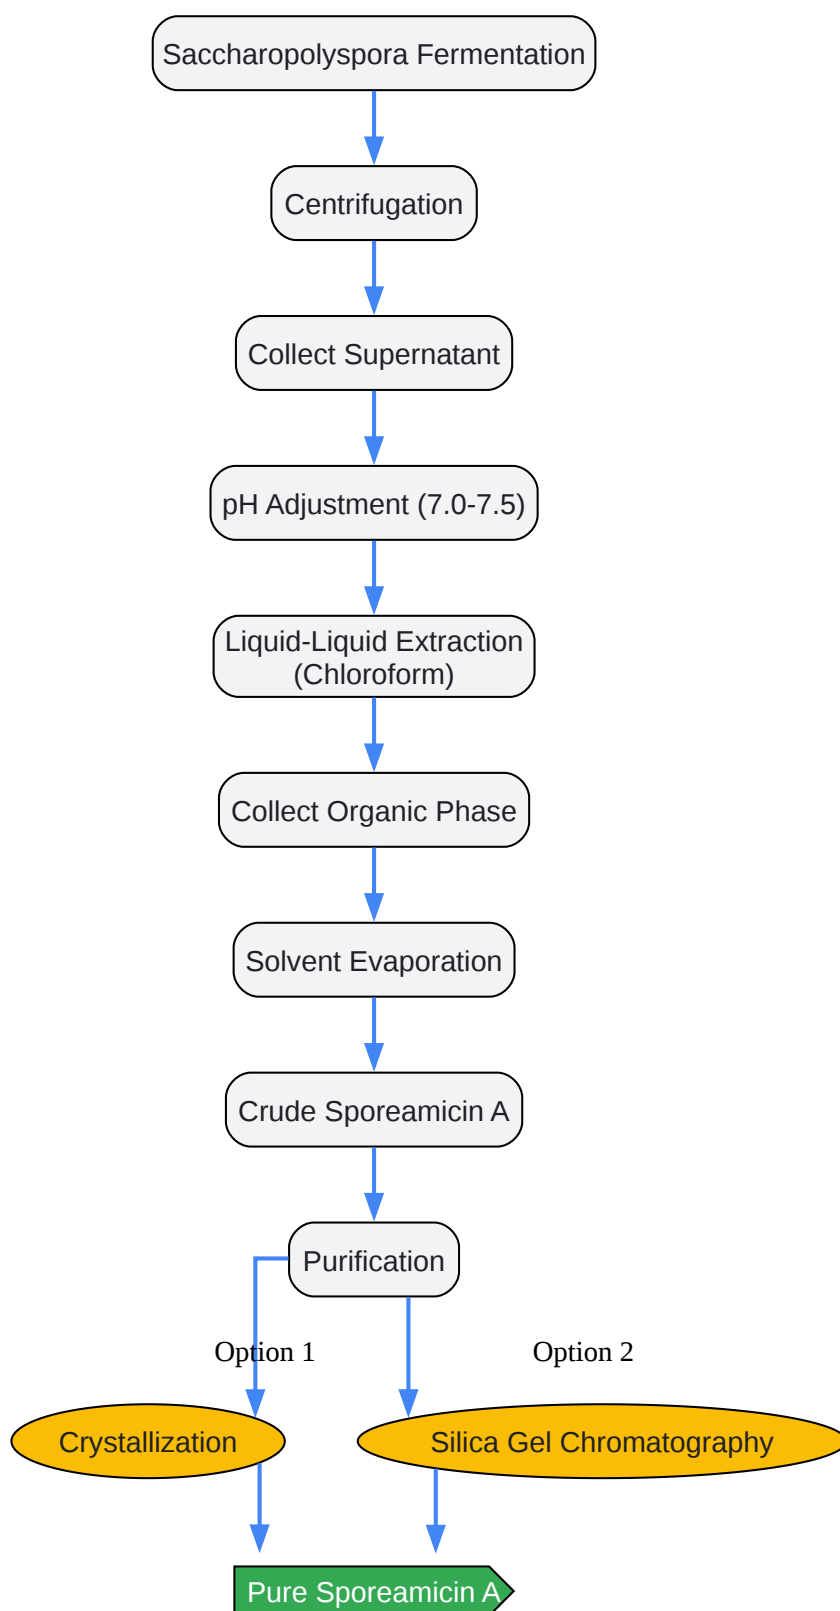 Saccharopolyspora Fermentation
Centrifugation
Collect Supernatant
pH Adjustment (7.0-7.5)
Liquid-Liquid Extraction
(Chloroform)
Collect Organic Phase
Solvent Evaporation
Crude Sporeamicin A
Purification
Option 1
Option 2
Crystallization
Silica Gel Chromatography
Pure Sporeamicin A